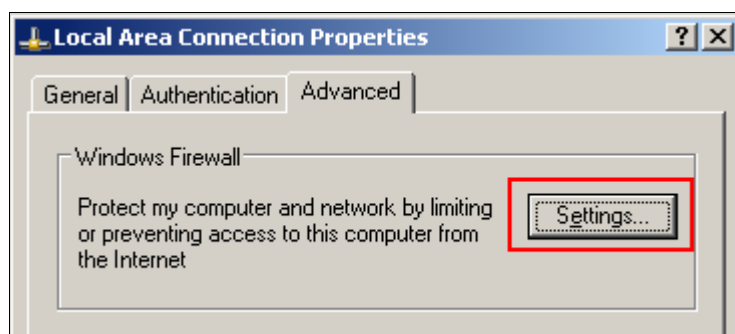 Local Area Connection Properties
General Authentication Advanced
Windows Firewall
Protect my computer and network by limiting
or preventing access to this computer from
the Internet
Settings...